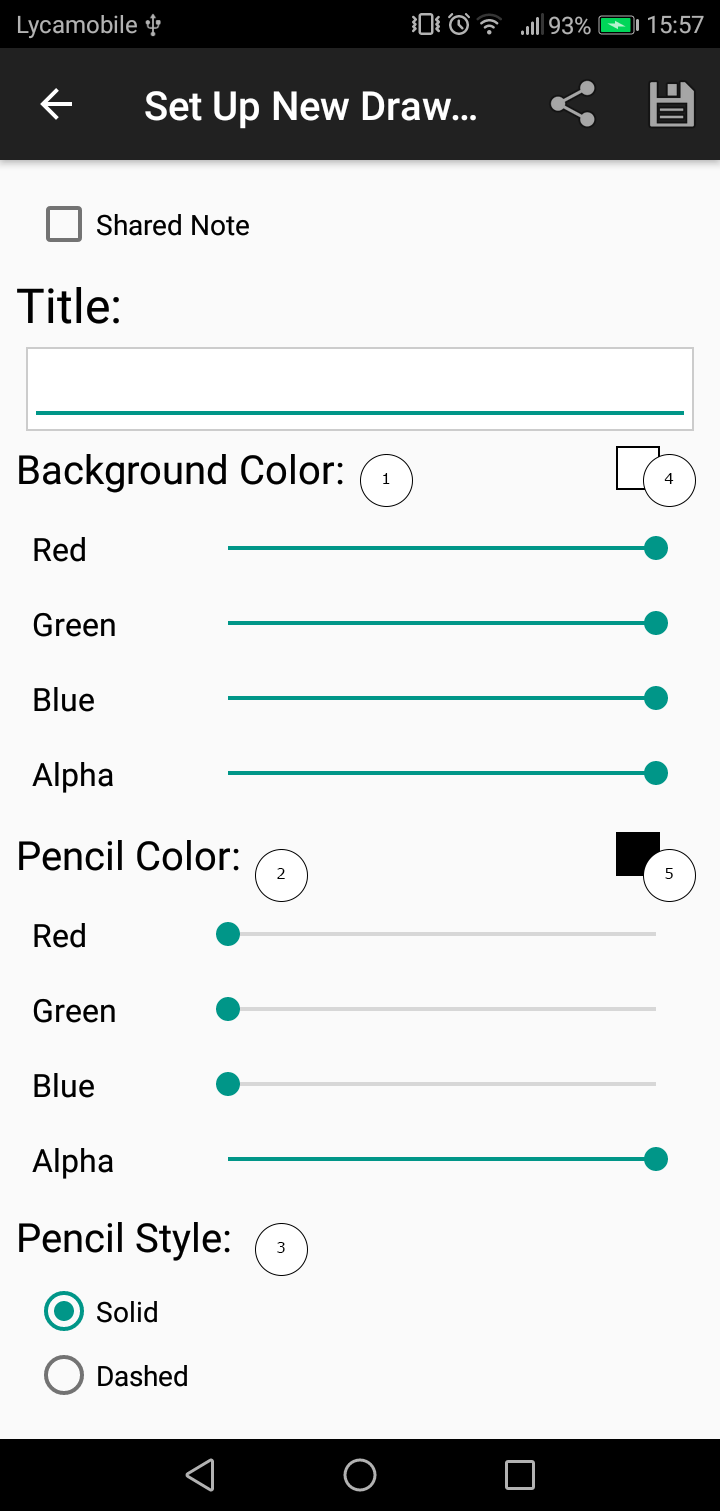 Lycamobile 93% 15:57
Set Up New Draw...
Shared Note
Title:
Background Color: 1 4
Red
Green
Blue
Alpha
Pencil Color: 2 5
Red
Green
Blue
Alpha
Pencil Style: 3
Solid
Dashed